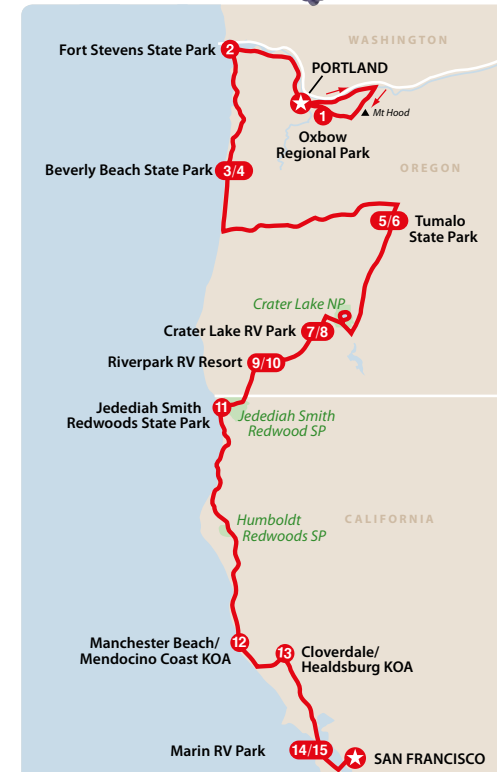 WASHINGTON
Fort Stevens State Park
2
PORTLAND
Mt Hood
1
Oxbow
Regional Park
OREGON
Beverly Beach State Park
3/4
5/6
Tumalo
State Park
Crater Lake NP
Crater Lake RV Park
7/8
Riverpark RV Resort
9/10
Jedediah Smith
Redwoods State Park
11
Jedediah Smith
Redwood SP
Humboldt
Redwoods SP
CALIFORNIA
Manchester Beach/
Mendocino Coast KOA
12
13
Cloverdale/
Healdsburg KOA
Marin RV Park
14/15
SAN FRANCISCO